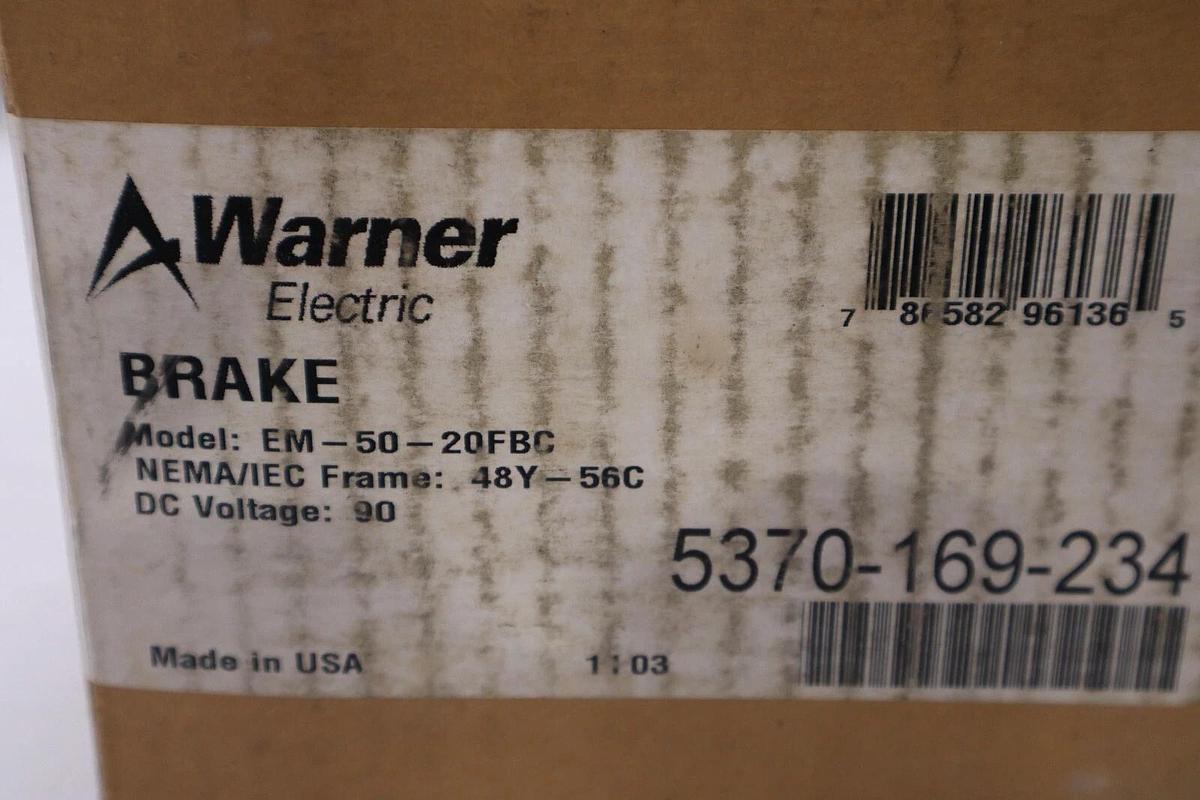 Warner
Electric
7 86582 96136 5
BRAKE
Model: EM-50-20FBC
NEMA/IEC Frame: 48Y-56C
DC Voltage: 90
5370-169-234
Made in USA 1:03